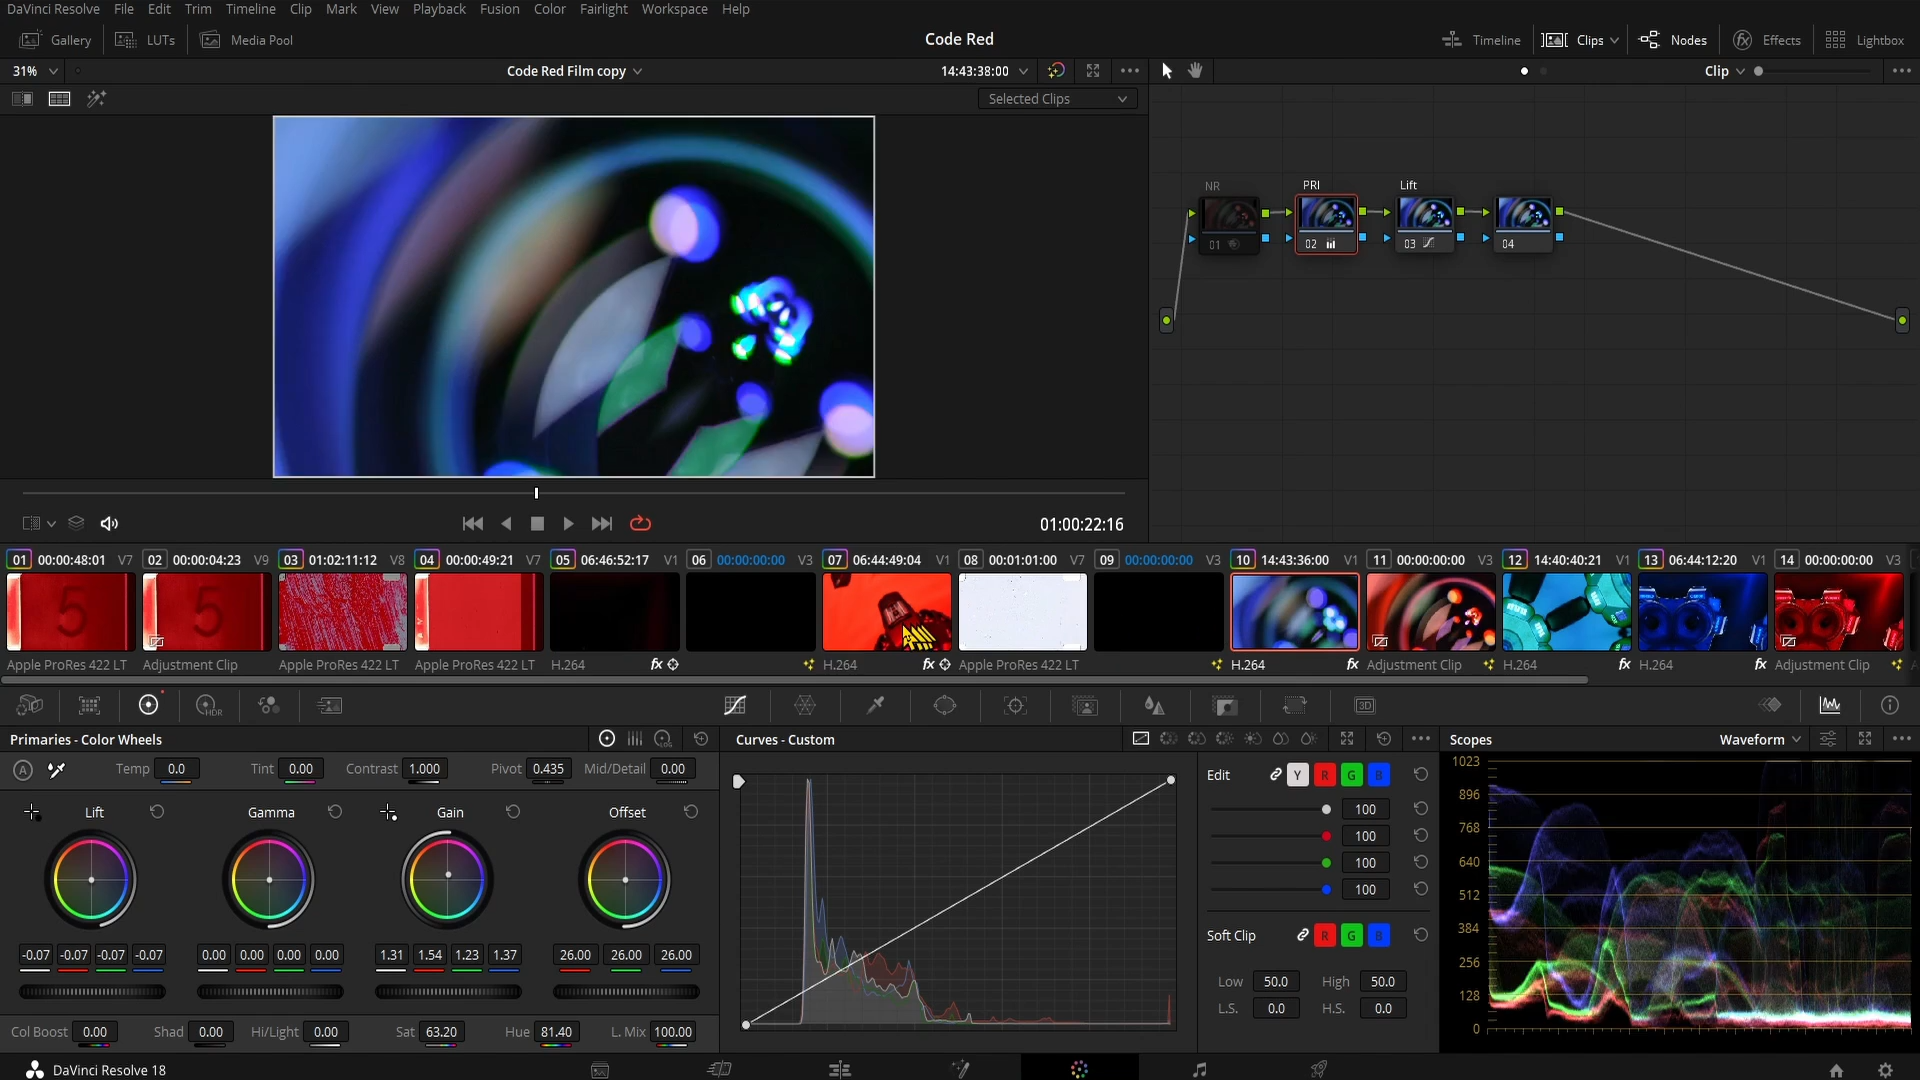 DaVinci Resolve File Edit Trim Timeline Clip Mark View Playback Fusion Color Fairlight Workspace Help
Gallery LUTs Media Pool Code Red Timeline Clips Nodes Effects Lightbox
31% Code Red Film copy 14:43:38:00 Clip
Selected Clips
NR PRI Lift
01 02 03 04
01:00:22:16
01 00:00:48:01 V7 02 00:00:04:23 V9 03 01:02:11:12 V8 04 00:00:49:21 V7 05 06:46:52:17 V1 06 00:00:00:00 V3 07 06:44:49:04 V1 08 00:01:01:00 V7 09 00:00:00:00 V3 10 14:43:36:00 V1 11 00:00:00:00 V3 12 14:40:40:21 V1 13 06:44:12:20 V1 14 00:00:00:00 V3
5 5
Apple ProRes 422 LT Adjustment Clip Apple ProRes 422 LT Apple ProRes 422 LT H.264 fx H.264 fx Apple ProRes 422 LT H.264 fx Adjustment Clip H.264 fx H.264 fx Adjustment Clip
HDR 3D
Primaries - Color Wheels LOG Curves - Custom Scopes Waveform
A Temp 0.0 Tint 0.00 Contrast 1.000 Pivot 0.435 Mid/Detail 0.00
Lift Gamma Gain Offset
-0.07 -0.07 -0.07 -0.07 0.00 0.00 0.00 0.00 1.31 1.54 1.23 1.37 26.00 26.00 26.00
Col Boost 0.00 Shad 0.00 Hi/Light 0.00 Sat 63.20 Hue 81.40 L. Mix 100.00
Edit Y R G B
100
100
100
100
Soft Clip R G B
Low 50.0 High 50.0
L.S. 0.0 H.S. 0.0
1023
896
768
640
512
384
256
128
0
DaVinci Resolve 18